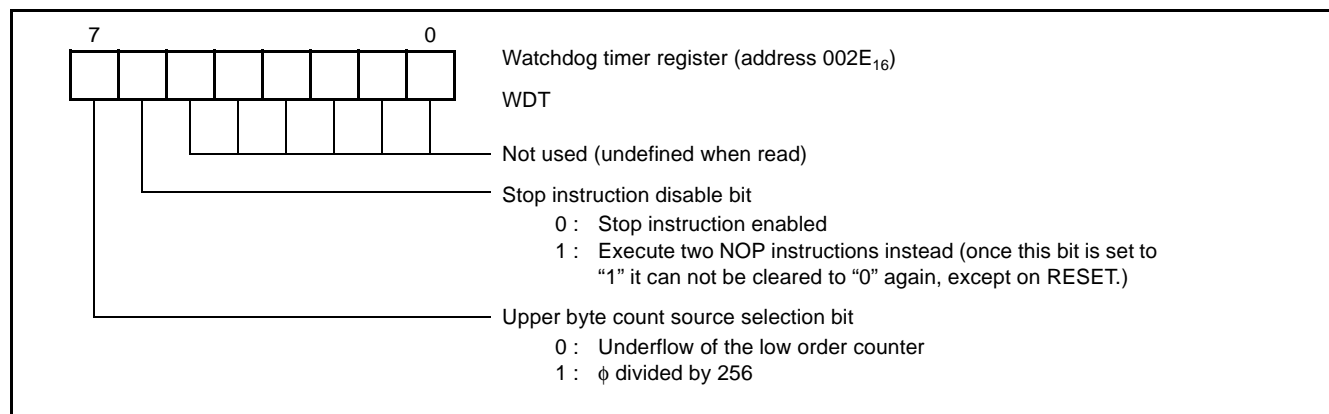 7 0
Watchdog timer register (address 002E₁₆)
WDT
Not used (undefined when read)
Stop instruction disable bit
0 : Stop instruction enabled
1 : Execute two NOP instructions instead (once this bit is set to
“1” it can not be cleared to “0” again, except on RESET.)
Upper byte count source selection bit
0 : Underflow of the low order counter
1 : ϕ divided by 256